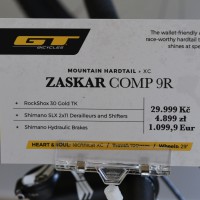 GT
BICYCLES
The wallet-friendly
race-worthy hardtail
shines at
MOUNTAIN HARDTAIL » XC
ZASKAR COMP 9R
• RockShox 30 Gold TK
• Shimano SLX 2x11 Derailleurs and Shifters
• Shimano Hydraulic Brakes
29.999 Kč
4.899 zł
1.099,9 Eur
HEART & SOUL:
Wheels: